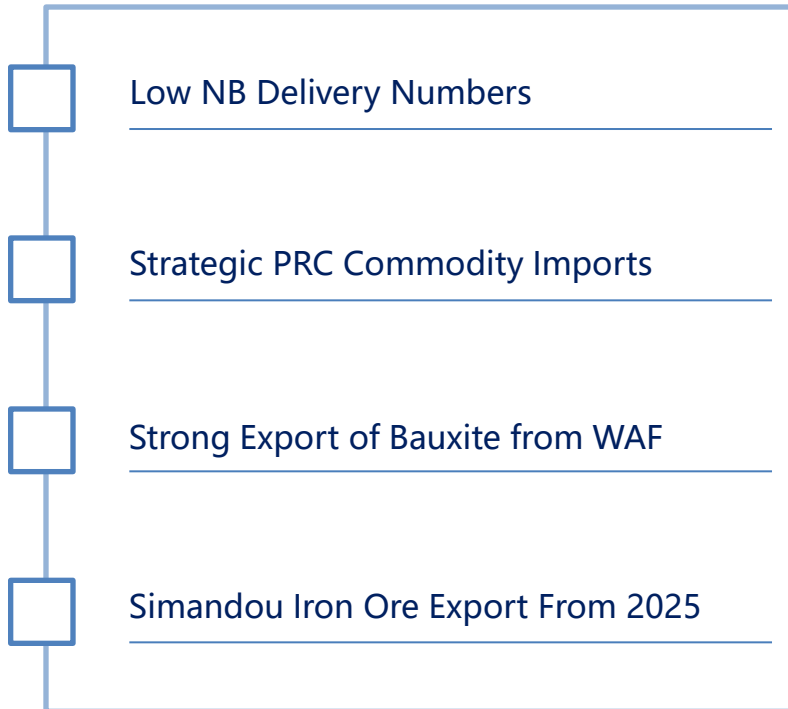 Low NB Delivery Numbers
Strategic PRC Commodity Imports
Strong Export of Bauxite from WAF
Simandou Iron Ore Export From 2025